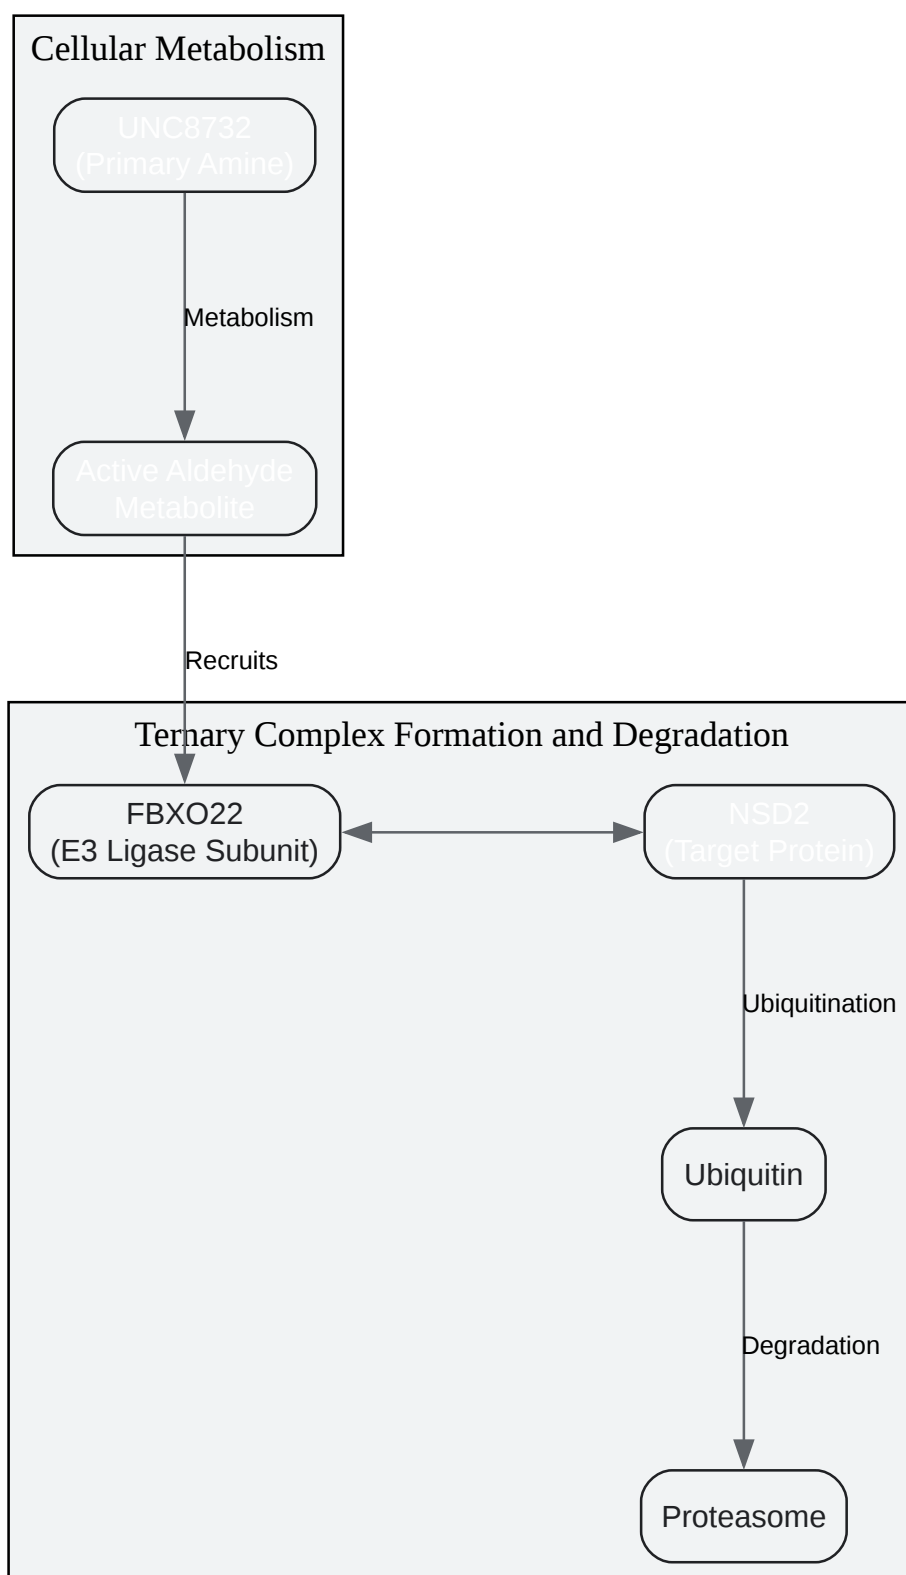 Cellular Metabolism
UNC8732
(Primary Amine)
Metabolism
Active Aldehyde
Metabolite
Recruits
Ternary Complex Formation and Degradation
FBXO22
(E3 Ligase Subunit)
NSD2
(Target Protein)
Ubiquitination
Ubiquitin
Degradation
Proteasome